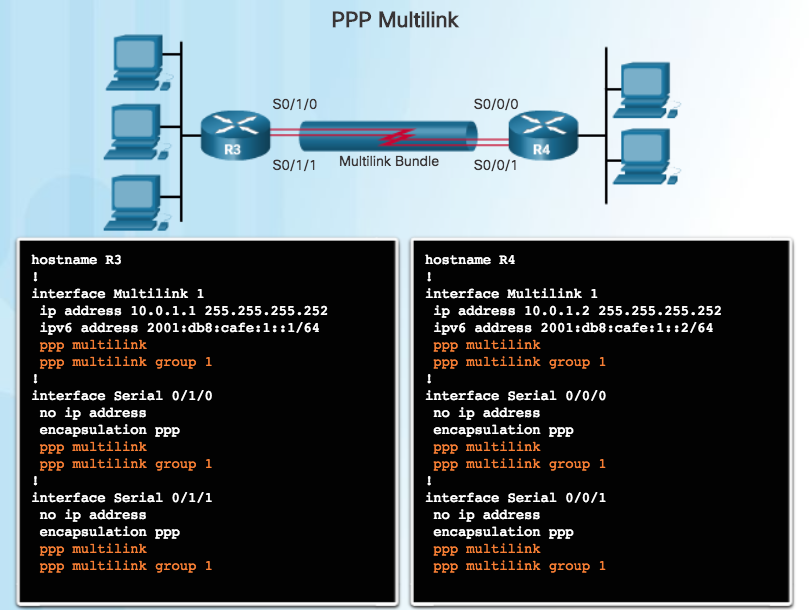 PPP Multilink
S0/1/0
S0/0/0
R3
R4
S0/1/1
Multilink Bundle
S0/0/1
hostname R3
!
interface Multilink 1
ip address 10.0.1.1 255.255.255.252
ipv6 address 2001:db8:cafe:1::1/64
ppp multilink
ppp multilink group 1
!
interface Serial 0/1/0
no ip address
encapsulation ppp
ppp multilink
ppp multilink group 1
!
interface Serial 0/1/1
no ip address
encapsulation ppp
ppp multilink
ppp multilink group 1
hostname R4
!
interface Multilink 1
ip address 10.0.1.2 255.255.255.252
ipv6 address 2001:db8:cafe:1::2/64
ppp multilink
ppp multilink group 1
!
interface Serial 0/0/0
no ip address
encapsulation ppp
ppp multilink
ppp multilink group 1
!
interface Serial 0/0/1
no ip address
encapsulation ppp
ppp multilink
ppp multilink group 1